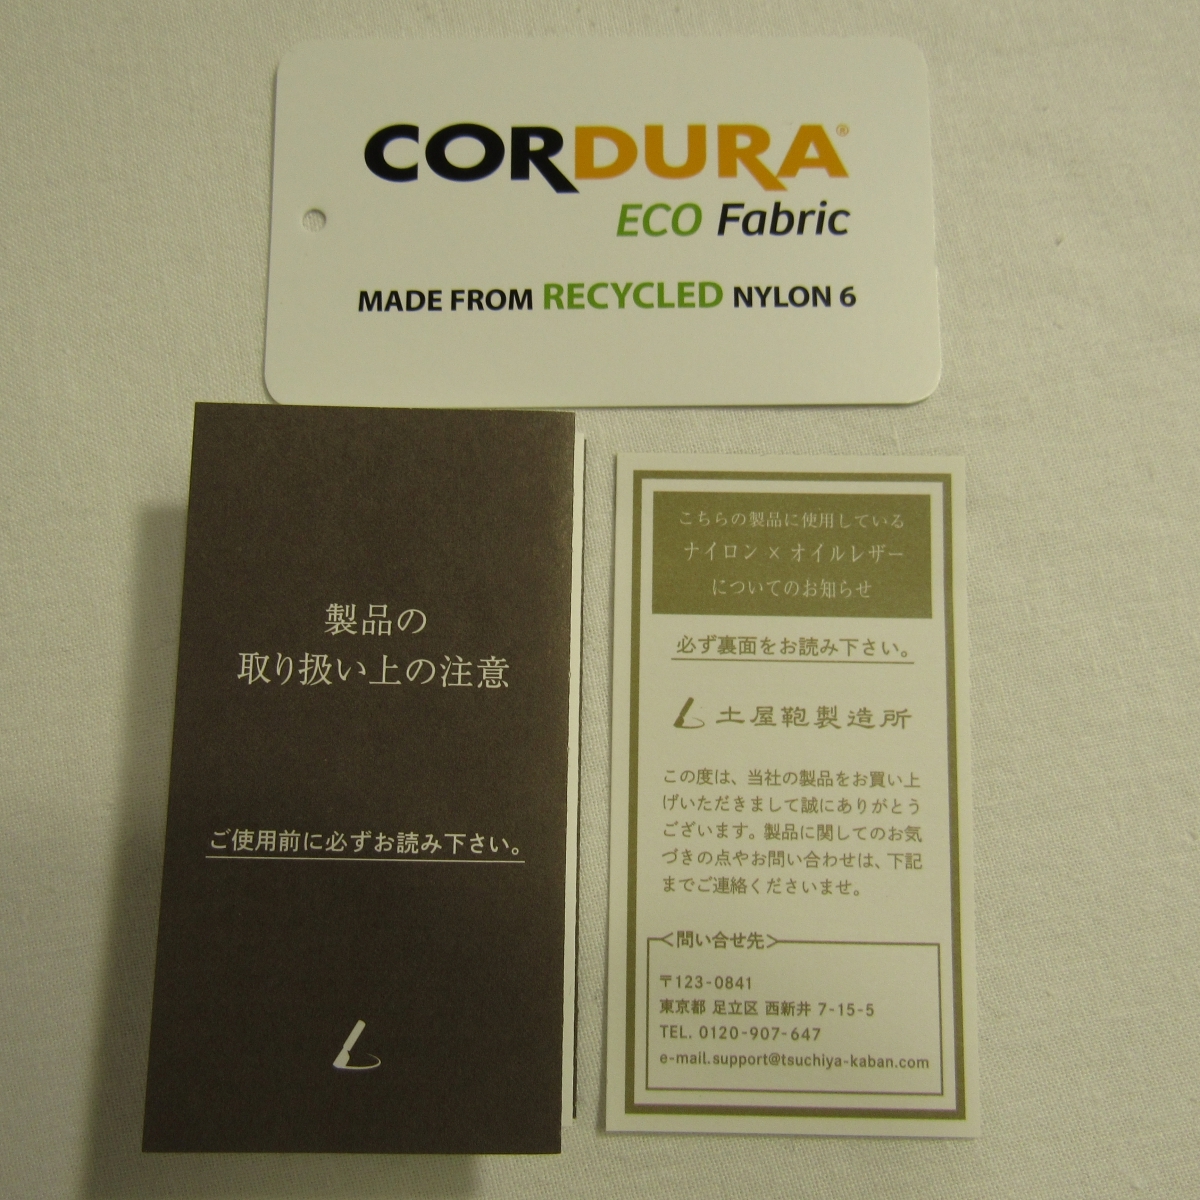 CORDURA®
ECO Fabric
MADE FROM RECYCLED NYLON 6
製品の
取り扱い上の注意
ご使用前に必ずお読み下さい。
こちらの製品に使用している
ナイロン × オイルレザー
についてのお知らせ
必ず裏面をお読み下さい。
土屋鞄製造所
この度は、当社の製品をお買い上
げいただきまして誠にありがとう
ございます。製品に関してのお気
づきの点やお問い合わせは、下記
までご連絡くださいませ。
<問い合せ先>
〒123-0841
東京都 足立区 西新井 7-15-5
TEL. 0120-907-647
e-mail.support@tsuchiya-kaban.com